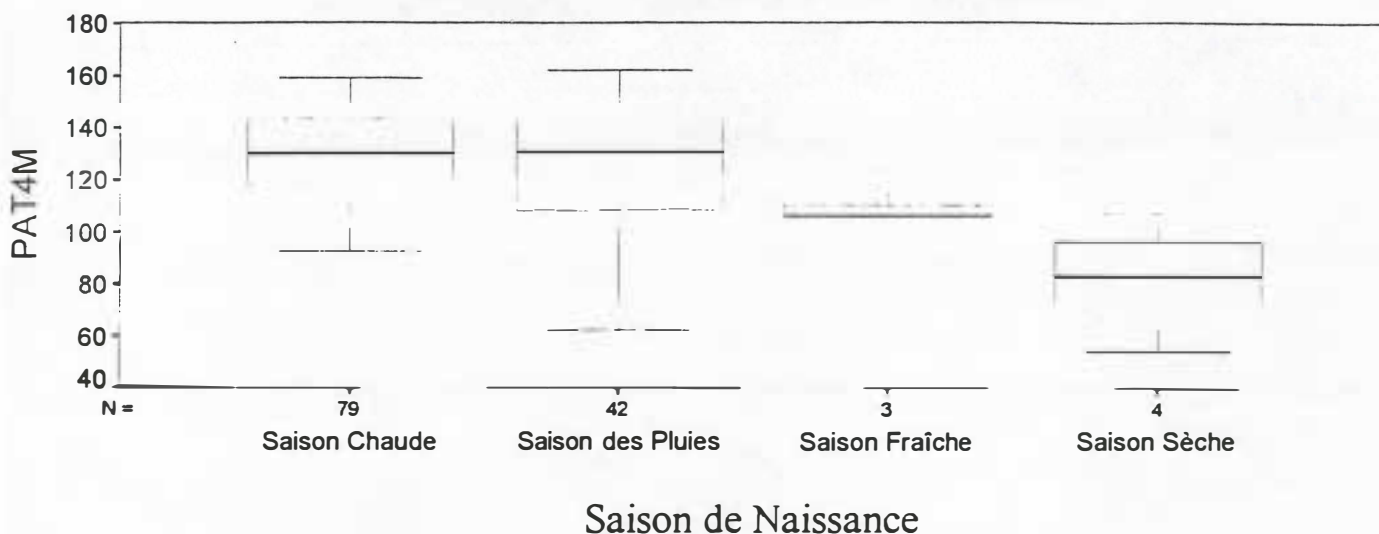 180
160
140
120
100
80
60
40
PAT4M
N = 79 42 3 4
Saison Chaude Saison des Pluies Saison Fraîche Saison Sèche
Saison de Naissance